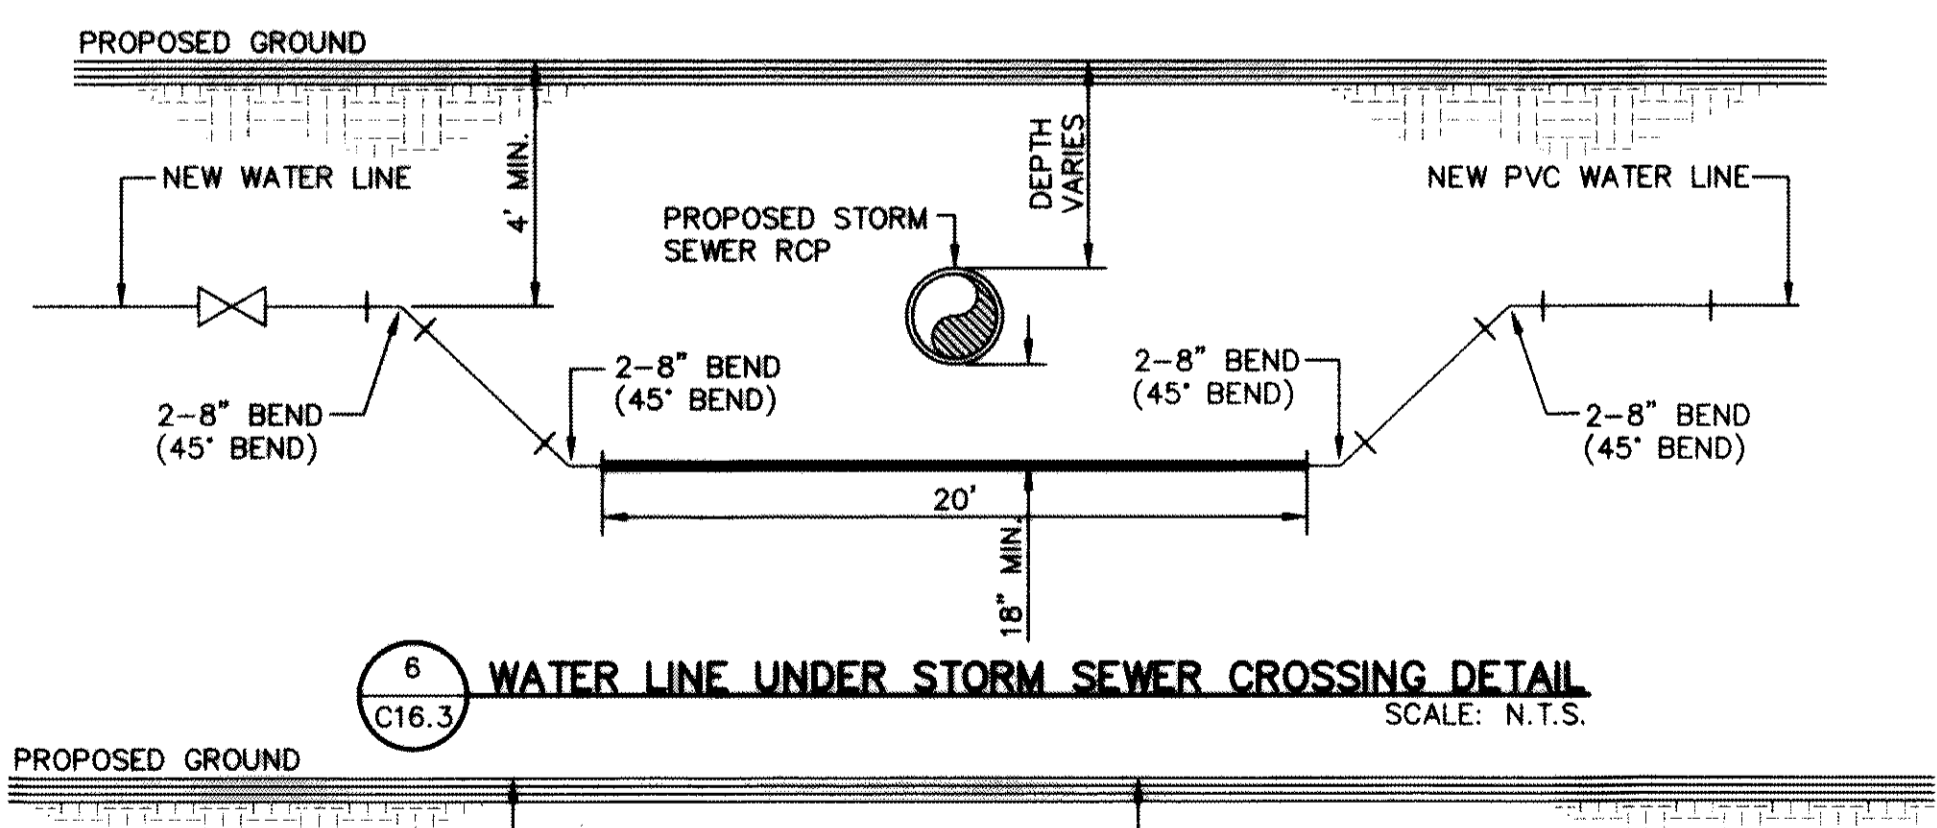 PROPOSED GROUND
NEW WATER LINE
4' MIN.
PROPOSED STORM
SEWER RCP
DEPTH
VARIES
NEW PVC WATER LINE
2-8" BEND
(45° BEND)
2-8" BEND
(45° BEND)
2-8" BEND
(45° BEND)
2-8" BEND
(45° BEND)
20'
18" MIN.
6
C16.3
WATER LINE UNDER STORM SEWER CROSSING DETAIL
SCALE: N.T.S.
PROPOSED GROUND